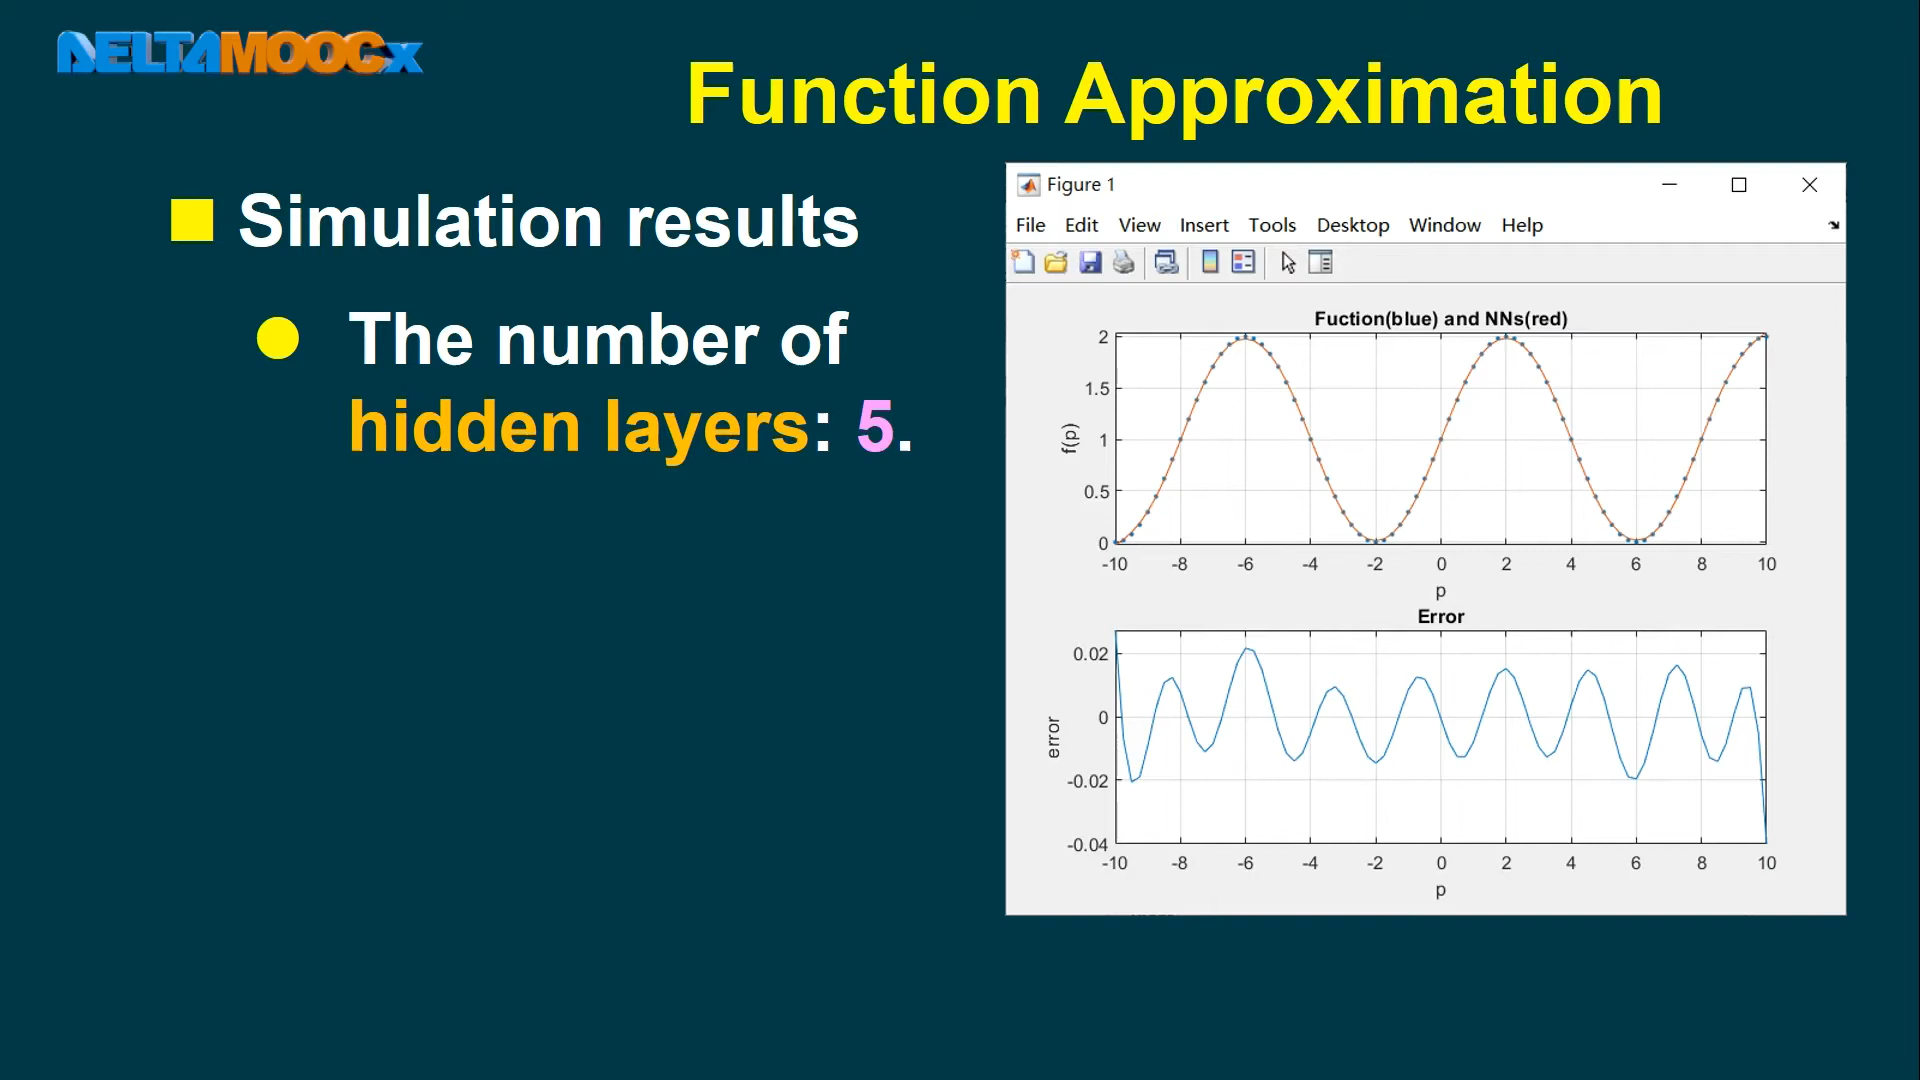 DELTAMOOCx
Function Approximation
Simulation results
The number of
hidden layers: 5.
Figure 1
File Edit View Insert Tools Desktop Window Help
Fuction(blue) and NNs(red)
2
1.5
1
0.5
0
f(p)
-10 -8 -6 -4 -2 0 2 4 6 8 10
p
Error
0.02
0
-0.02
-0.04
error
-10 -8 -6 -4 -2 0 2 4 6 8 10
p